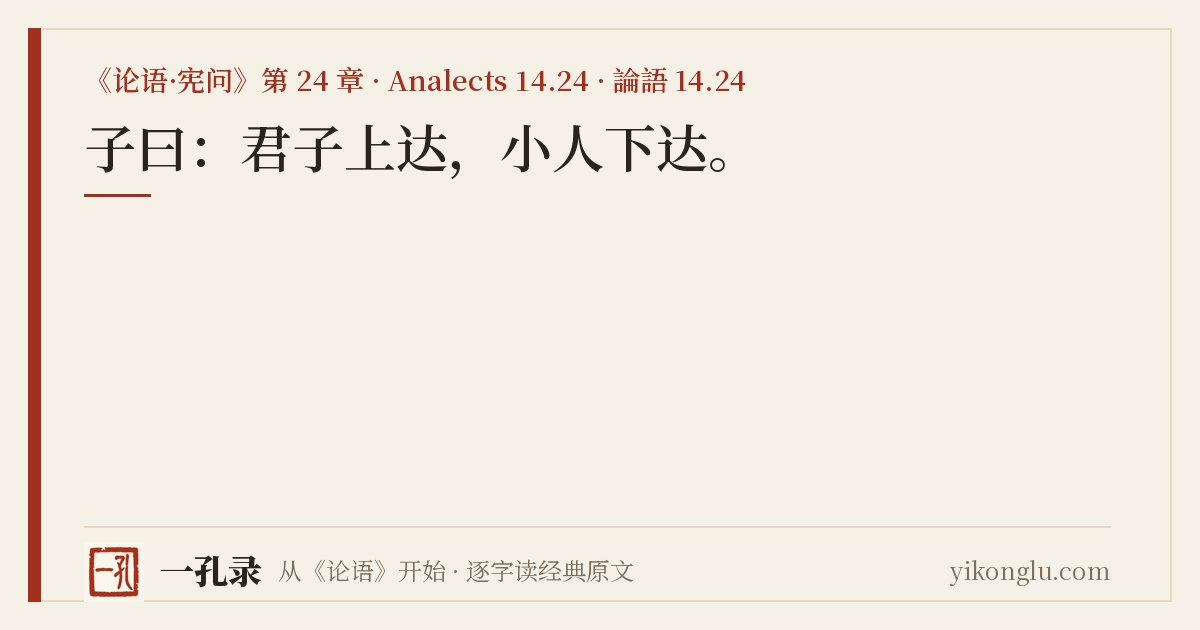 《论语·宪问》第 24 章 · Analects 14.24 · 論語 14.24
子曰：君子上达，小人下达。
一孔
一孔录 从《论语》开始 · 逐字读经典原文 yikonglu.com